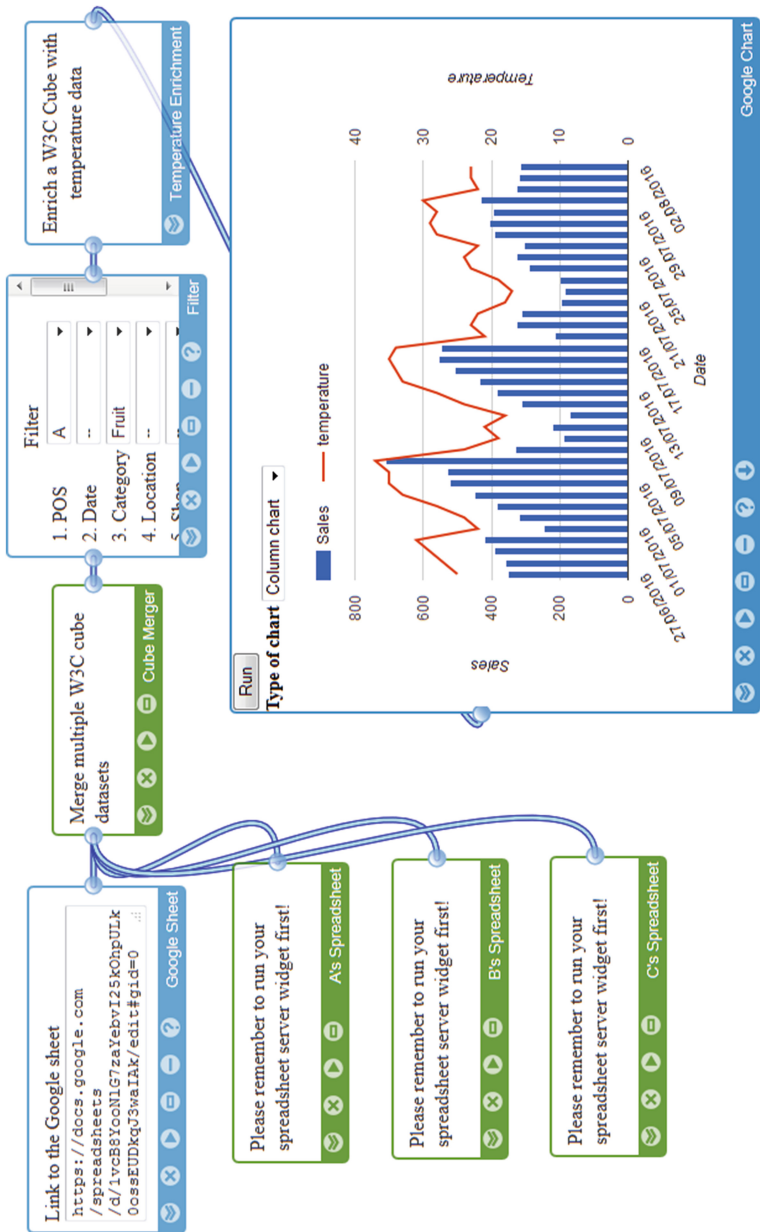 Link to the Google sheet
https://docs.google.com
/spreadsheets
/d/1vcB8YooNlG7zaYebvI25kOhpULk
0ossEUDkqJ3waIAk/edit#gid=0
Google Sheet
Please remember to run your
spreadsheet server widget first!
A's Spreadsheet
Please remember to run your
spreadsheet server widget first!
B's Spreadsheet
Please remember to run your
spreadsheet server widget first!
C's Spreadsheet
Merge multiple W3C cube
datasets
Cube Merger
Filter
1. POS A
2. Date --
3. Category Fruit
4. Location --
5. Shop --
Filter
Enrich a W3C Cube with
temperature data
Temperature Enrichment
Run
Type of chart Column chart
Sales temperature
800 40
600 30
400 20
200 10
0 0
Sales
Temperature
27/06/2016 01/07/2016 05/07/2016 09/07/2016 13/07/2016 17/07/2016 21/07/2016 25/07/2016 29/07/2016 02/08/2016
Date
Google Chart